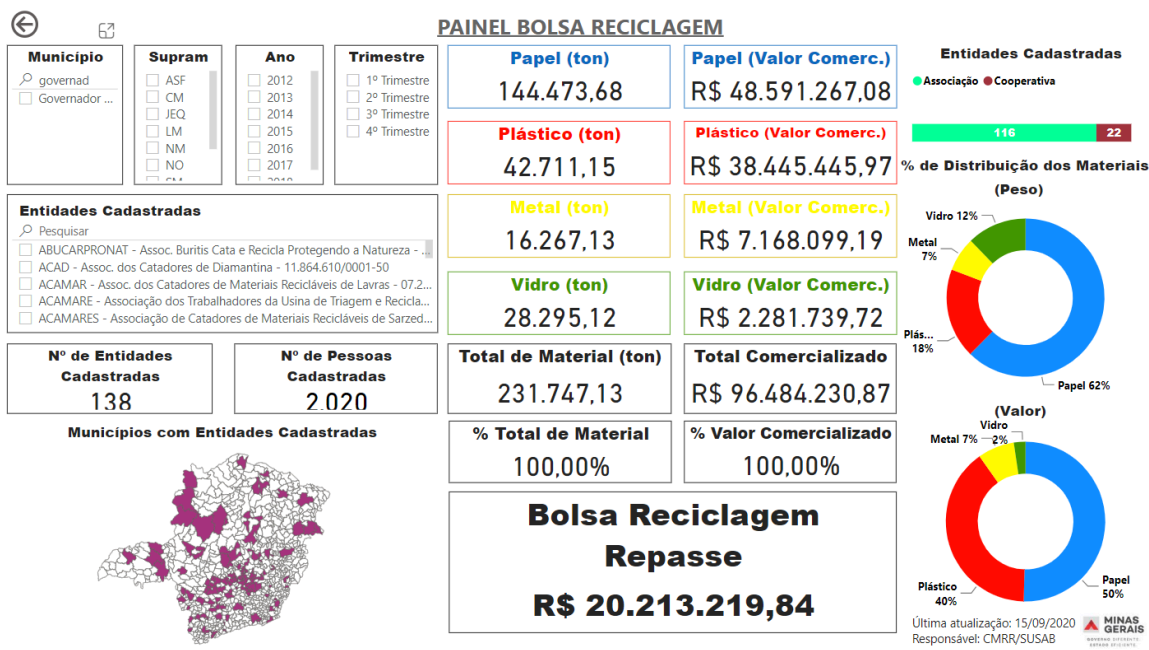 PAINEL BOLSA RECICLAGEM
Município
governad
Governador ...
Supram
ASF
CM
JEQ
LM
NM
NO
Ano
2012
2013
2014
2015
2016
2017
2018
Trimestre
1º Trimestre
2º Trimestre
3º Trimestre
4º Trimestre
Entidades Cadastradas
Pesquisar
ABUCARPRONAT - Assoc. Buritis Cata e Recicla Protegendo a Natureza - ...
ACAD - Assoc. dos Catadores de Diamantina - 11.864.610/0001-50
ACAMAR - Assoc. dos Catadores de Materiais Recicláveis de Lavras - 07.2...
ACAMARE - Associação dos Trabalhadores da Usina de Triagem e Recicla...
ACAMARES - Associação de Catadores de Materiais Recicláveis de Sarzed...
Nº de Entidades
Cadastradas
138
Nº de Pessoas
Cadastradas
2.020
Municípios com Entidades Cadastradas
Papel (ton)
144.473,68
Papel (Valor Comerc.)
R$ 48.591.267,08
Plástico (ton)
42.711,15
Plástico (Valor Comerc.)
R$ 38.445.445,97
Metal (ton)
16.267,13
Metal (Valor Comerc.)
R$ 7.168.099,19
Vidro (ton)
28.295,12
Vidro (Valor Comerc.)
R$ 2.281.739,72
Total de Material (ton)
231.747,13
Total Comercializado
R$ 96.484.230,87
% Total de Material
100,00%
% Valor Comercializado
100,00%
Bolsa Reciclagem
Repasse
R$ 20.213.219,84
Entidades Cadastradas
Associação Cooperativa
116 22
% de Distribuição dos Materiais
(Peso)
Vidro 12%
Metal
7%
Plás...
18%
Papel 62%
(Valor)
Vidro
2%
Metal 7%
Plástico
40%
Papel
50%
Última atualização: 15/09/2020
Responsável: CMRR/SUSAB
MINAS
GERAIS
GOVERNO DIFERENTE.
ESTADO EFICIENTE.